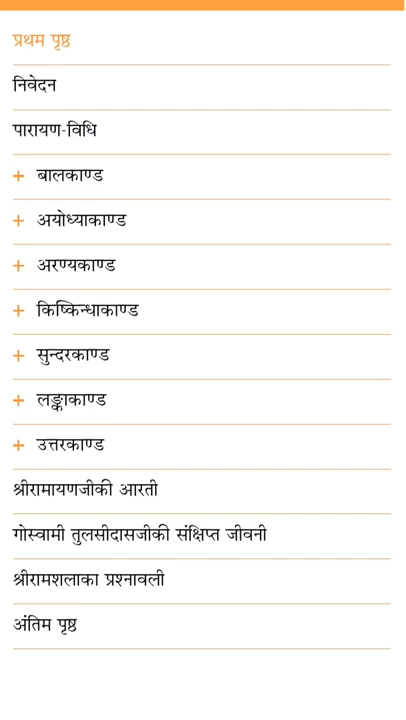 प्रथम पृष्ठ
निवेदन
पारायण-विधि
+ बालकाण्ड
+ अयोध्याकाण्ड
+ अरण्यकाण्ड
+ किष्किन्धाकाण्ड
+ सुन्दरकाण्ड
+ लङ्काकाण्ड
+ उत्तरकाण्ड
श्रीरामायणजीकी आरती
गोस्वामी तुलसीदासजीकी संक्षिप्त जीवनी
श्रीरामशलाका प्रश्नावली
अंतिम पृष्ठ